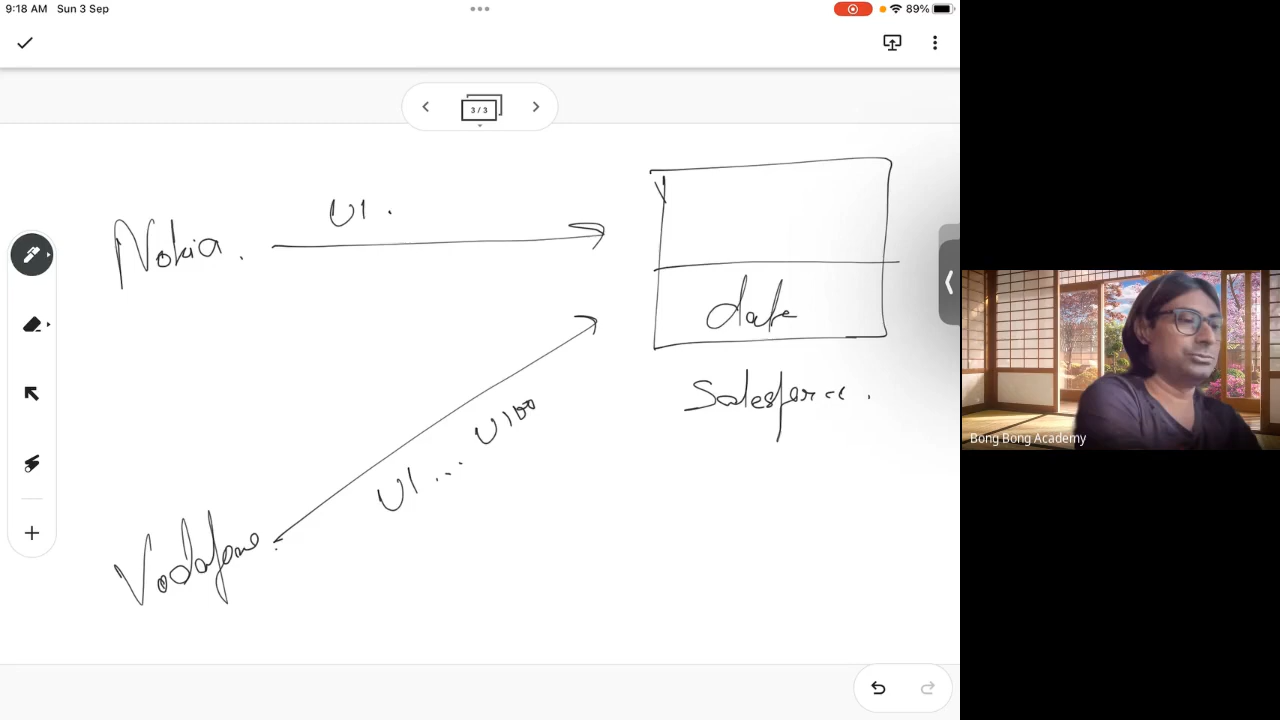 9:18 AM Sun 3 Sep
89%
3 / 3
U1.
Nokia.
data
Salesforce.
U1 ... U100
Vodafone
Bong Bong Academy